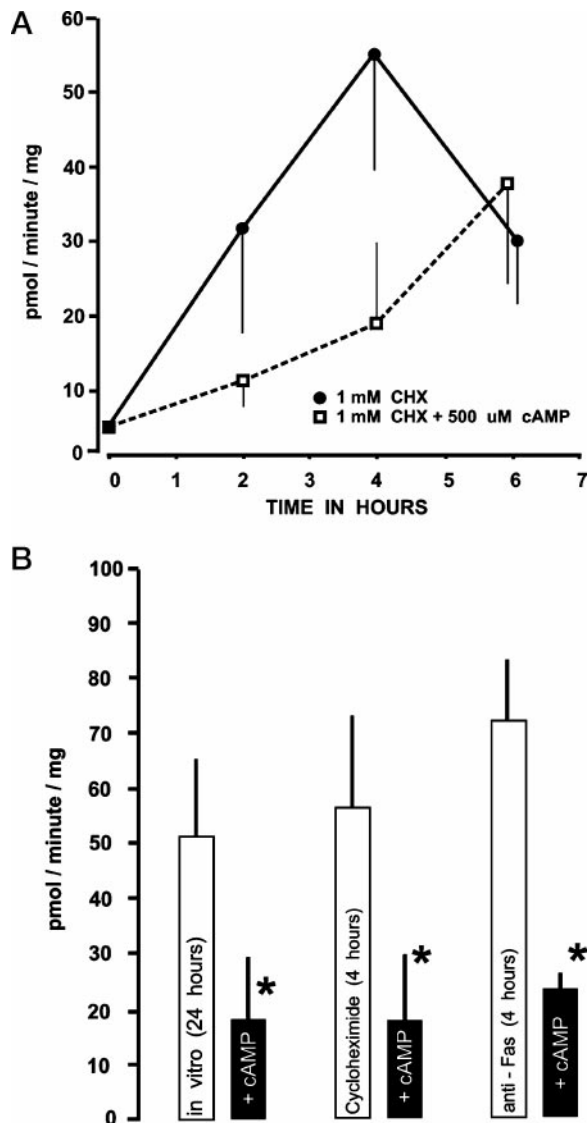 A
60
50
40
30
20
10
0
pmol / minute / mg
1 mM CHX
1 mM CHX + 500 uM cAMP
0 1 2 3 4 5 6 7
TIME IN HOURS
B
100
90
80
70
60
50
40
30
20
10
0
pmol / minute / mg
in vitro (24 hours)
+ cAMP
*
Cycloheximide (4 hours)
+ cAMP
*
anti - Fas (4 hours)
+ cAMP
*